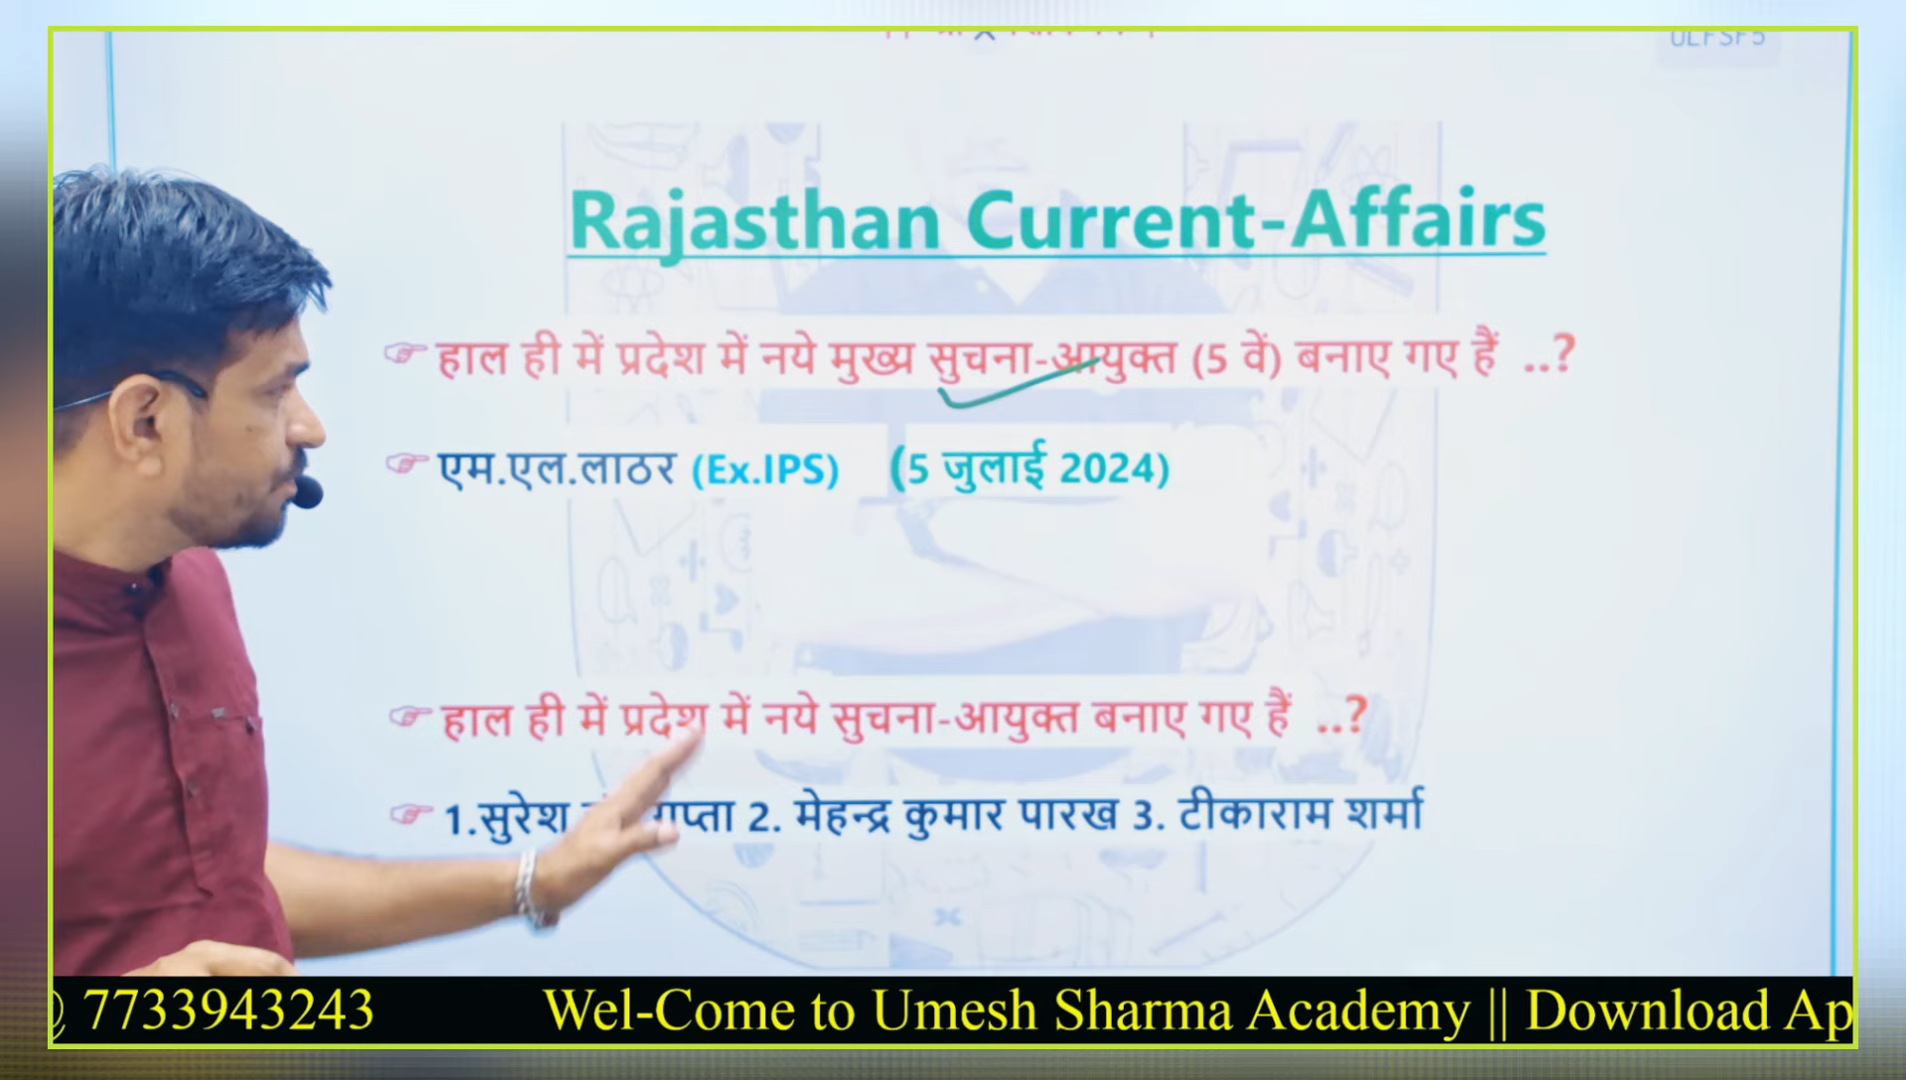 Rajasthan Current-Affairs
हाल ही में प्रदेश में नये मुख्य सुचना-आयुक्त (5 वें) बनाए गए हैं ..?
एम.एल.लाठर (Ex.IPS) (5 जुलाई 2024)
हाल ही में प्रदेश में नये सुचना-आयुक्त बनाए गए हैं ..?
1.सुरेश गुप्ता 2. मेहन्द्र कुमार पारख 3. टीकाराम शर्मा
7733943243 Wel-Come to Umesh Sharma Academy || Download Ap